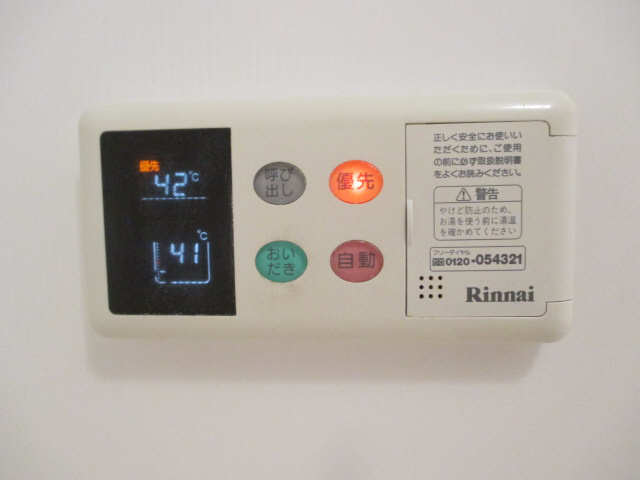 優先
42℃
41℃
呼び
出し
優先
おい
だき
自動
正しく安全にお使いい
ただくために、ご使用
の前に必ず取扱説明書
をよくお読みください。
警告
やけど防止のため、
お湯を使う前に湯温
を確かめてください
フリーダイヤル
0120-054321
Rinnai